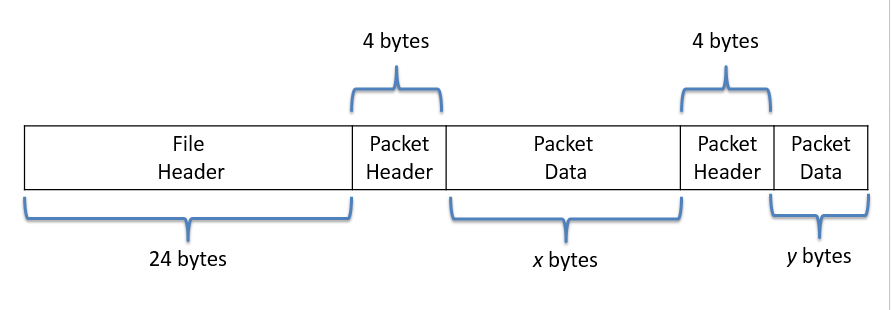 4 bytes
4 bytes
File
Header
Packet
Header
Packet
Data
Packet
Header
Packet
Data
24 bytes
x bytes
y bytes